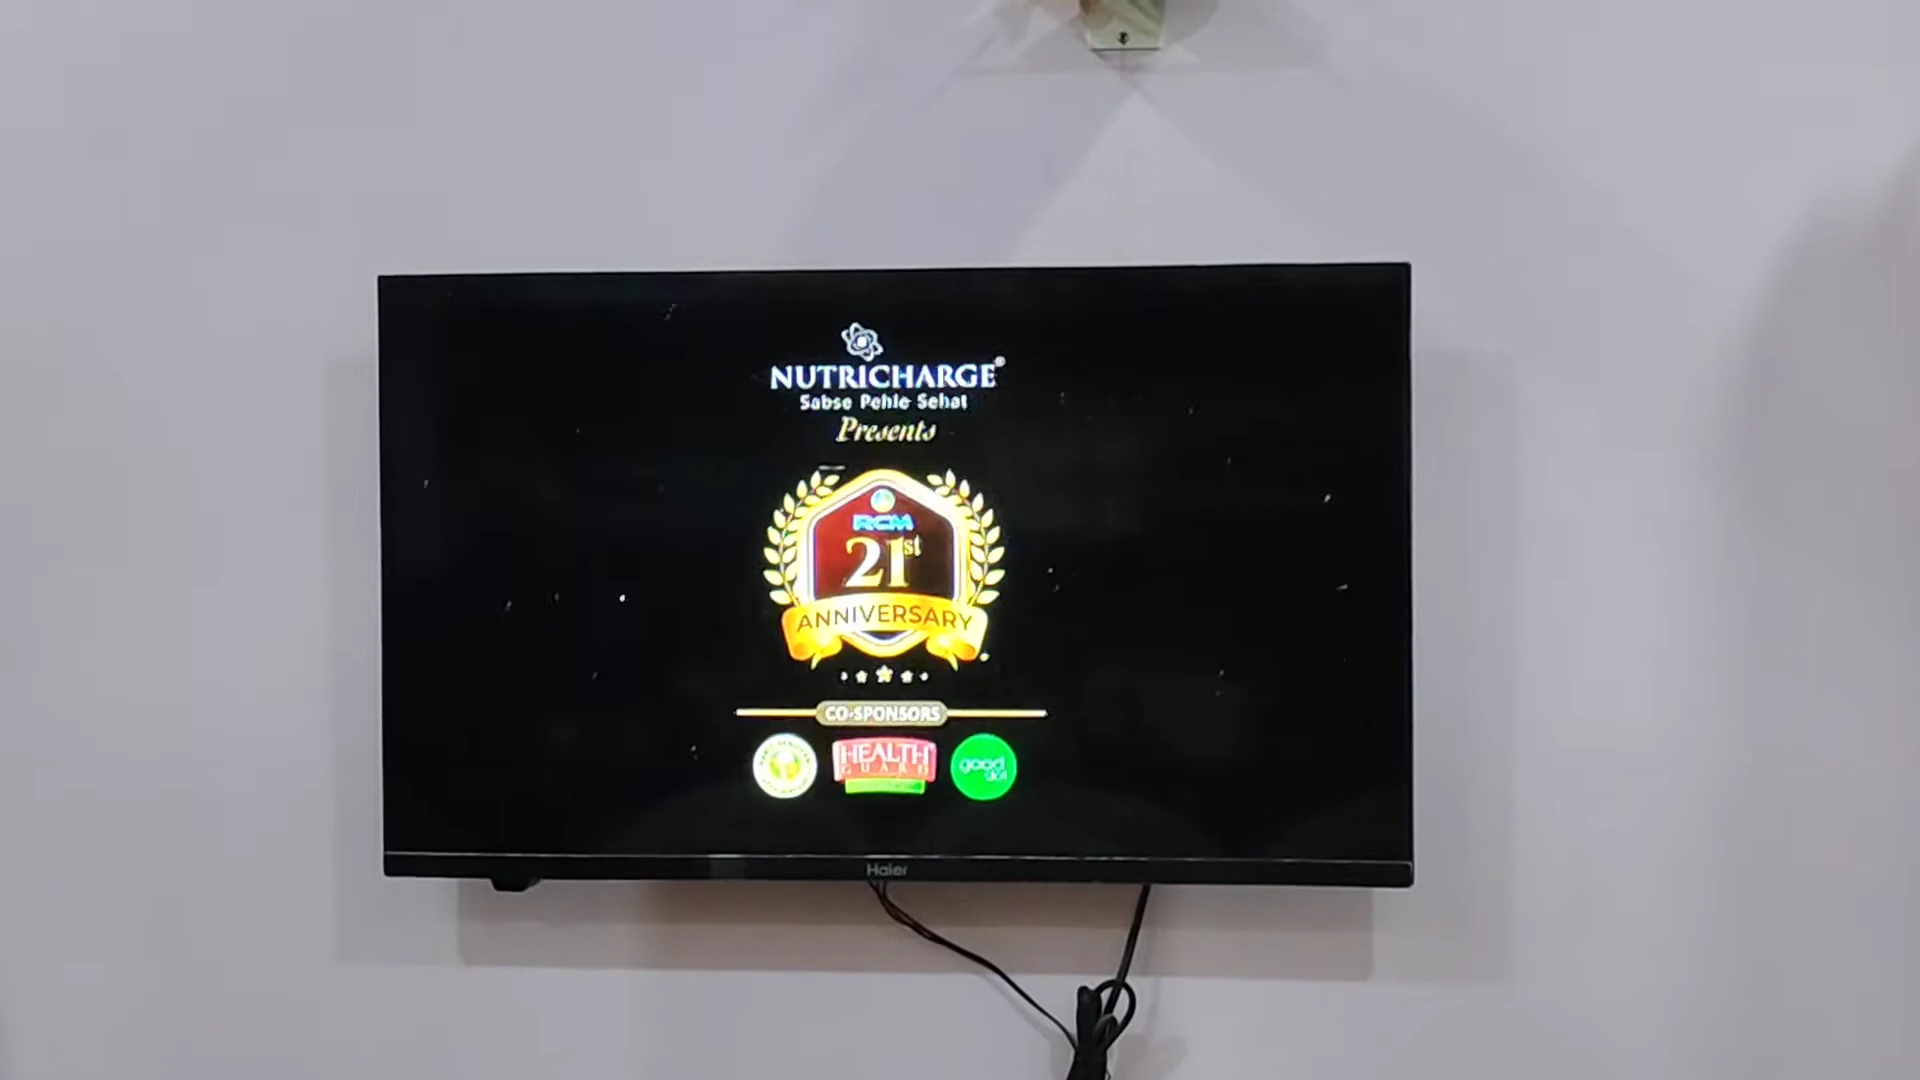 NUTRICHARGE®
Sabse Pehle Sehat
Presents
RCM
21st
ANNIVERSARY
CO-SPONSORS
HEALTH
GUARD
good
dot
Haier